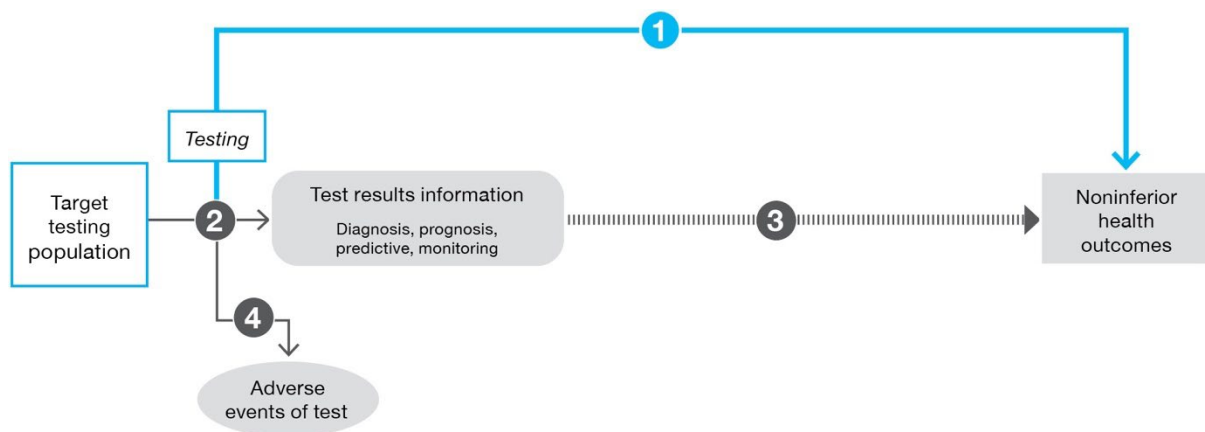 1
Testing
Target
testing
population
2
Test results information
Diagnosis, prognosis,
predictive, monitoring
3
Noninferior
health
outcomes
4
Adverse
events of test